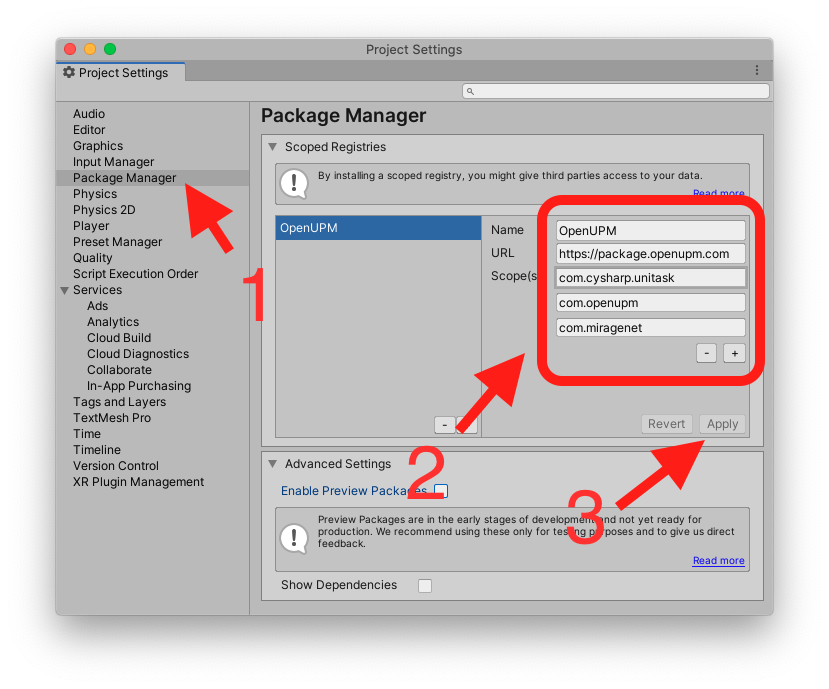 Project Settings
Project Settings
Audio
Editor
Graphics
Input Manager
Package Manager
Physics
Physics 2D
Player
Preset Manager
Quality
Script Execution Order
Services
Ads
Analytics
Cloud Build
Cloud Diagnostics
Collaborate
In-App Purchasing
Tags and Layers
TextMesh Pro
Time
Timeline
Version Control
XR Plugin Management
1
Package Manager
Scoped Registries
By installing a scoped registry, you might give third parties access to your data.
Read more
OpenUPM
Name OpenUPM
URL https://package.openupm.com
Scope(s com.cysharp.unitask
com.openupm
com.miragenet
- +
-
Revert Apply
2
Advanced Settings
Enable Preview Packages
3
Preview Packages are in the early stages of development and not yet ready for
production. We recommend using these only for testing purposes and to give us direct
feedback.
Read more
Show Dependencies